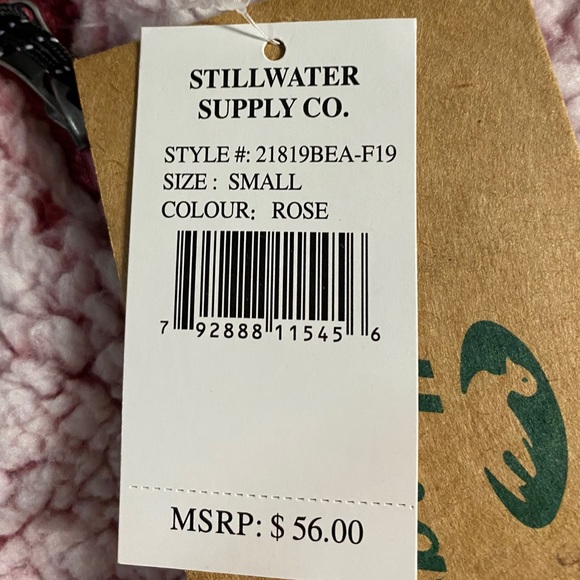 STILLWATER
SUPPLY CO.
STYLE #: 21819BEA-F19
SIZE : SMALL
COLOUR: ROSE
7 92888 11545 6
MSRP: $ 56.00